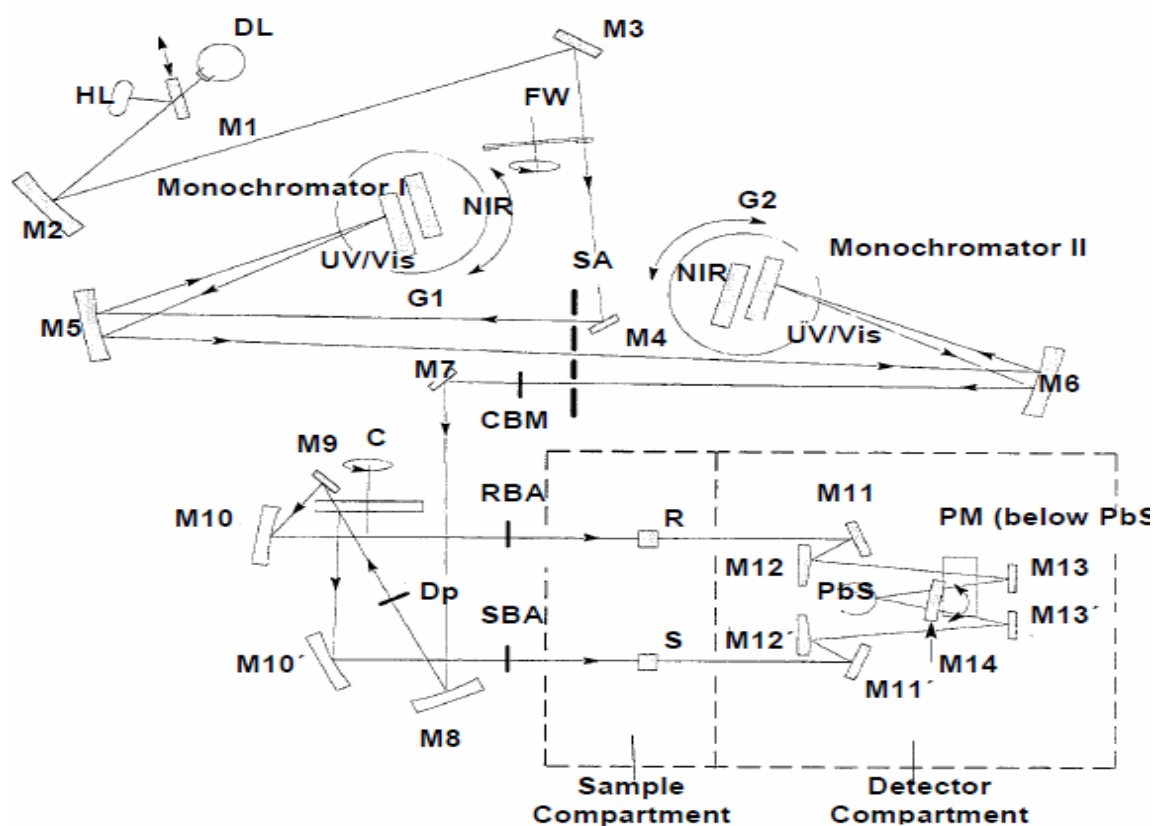 DL
M3
HL
FW
M1
Monochromator I
G2
M2
NIR
Monochromator II
UV/Vis
SA
NIR
G1
M5
M4
UV/Vis
M7
M6
CBM
M9
C
RBA
M11
M10
R
PM (below PbS
M12
M13
Dp
PbS
SBA
M13´
M12´
S
M10´
M14
M11´
M8
Sample
Compartment
Detector
Compartment